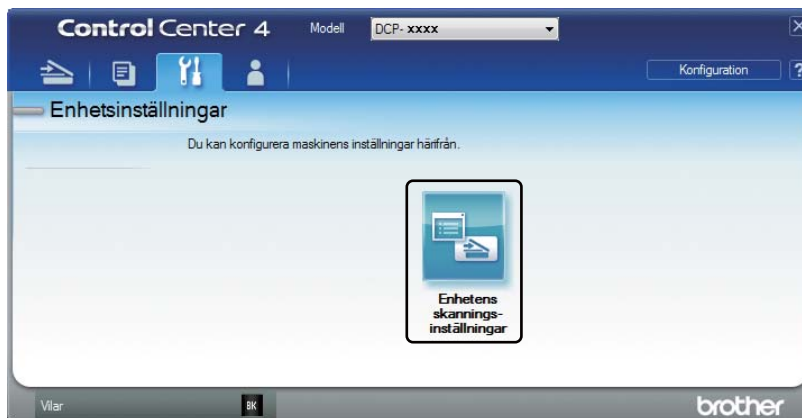 Control Center 4 Modell DCP- xxxx
Konfiguration ?
Enhetsinställningar
Du kan konfigurera maskinens inställningar härifrån.
Enhetens
skannings-
inställningar
Vilar BK brother